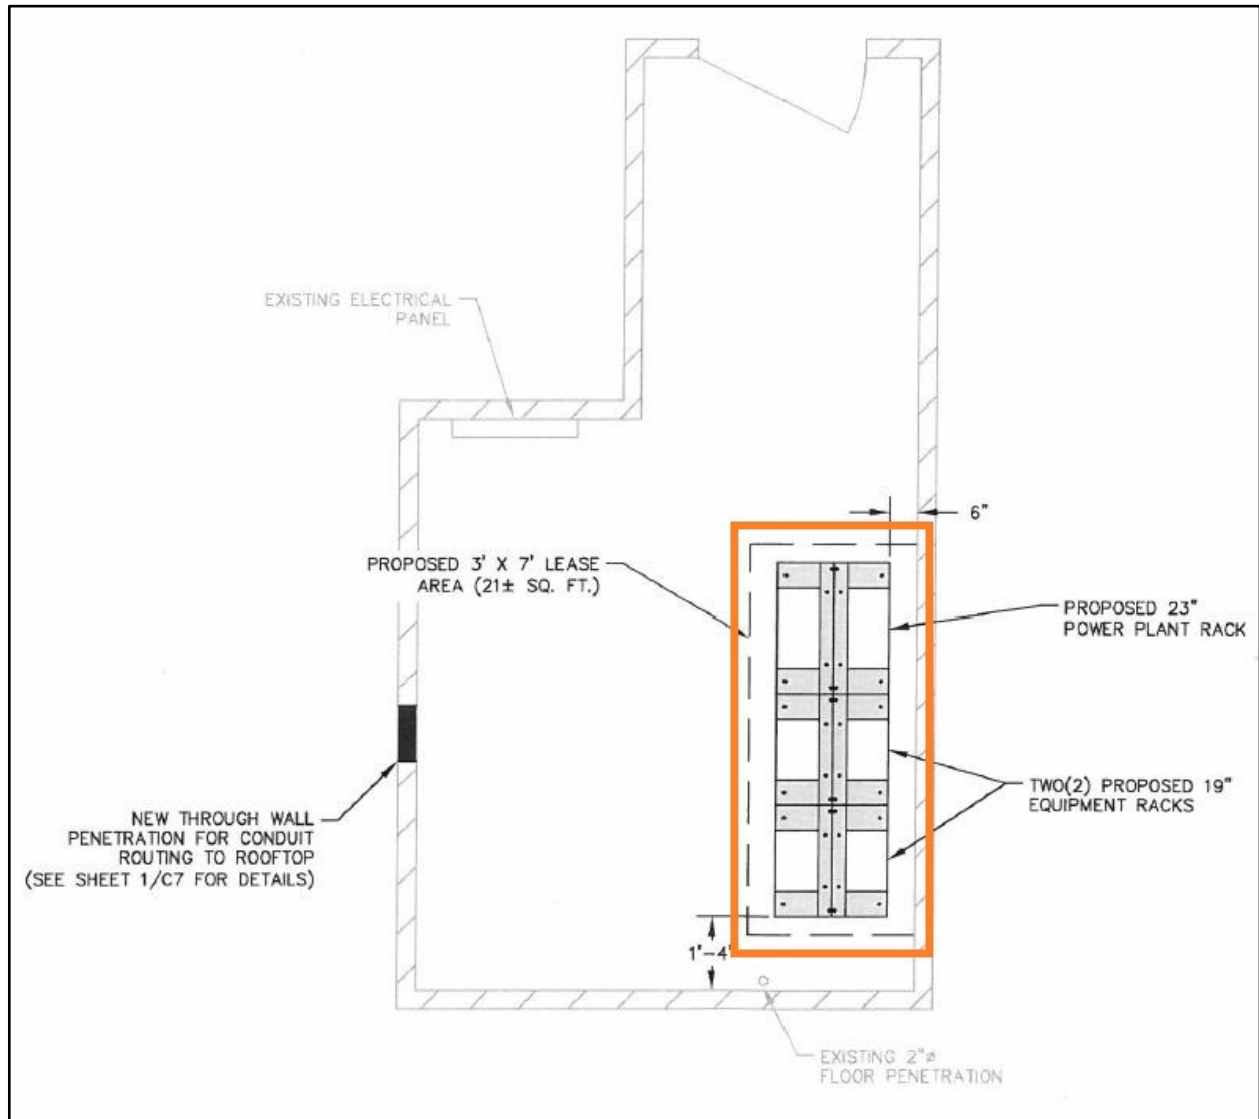 EXISTING ELECTRICAL
PANEL
6"
PROPOSED 3' X 7' LEASE
AREA (21± SQ. FT.)
PROPOSED 23"
POWER PLANT RACK
TWO(2) PROPOSED 19"
EQUIPMENT RACKS
NEW THROUGH WALL
PENETRATION FOR CONDUIT
ROUTING TO ROOFTOP
(SEE SHEET 1/C7 FOR DETAILS)
1'-4"
EXISTING 2"ø
FLOOR PENETRATION